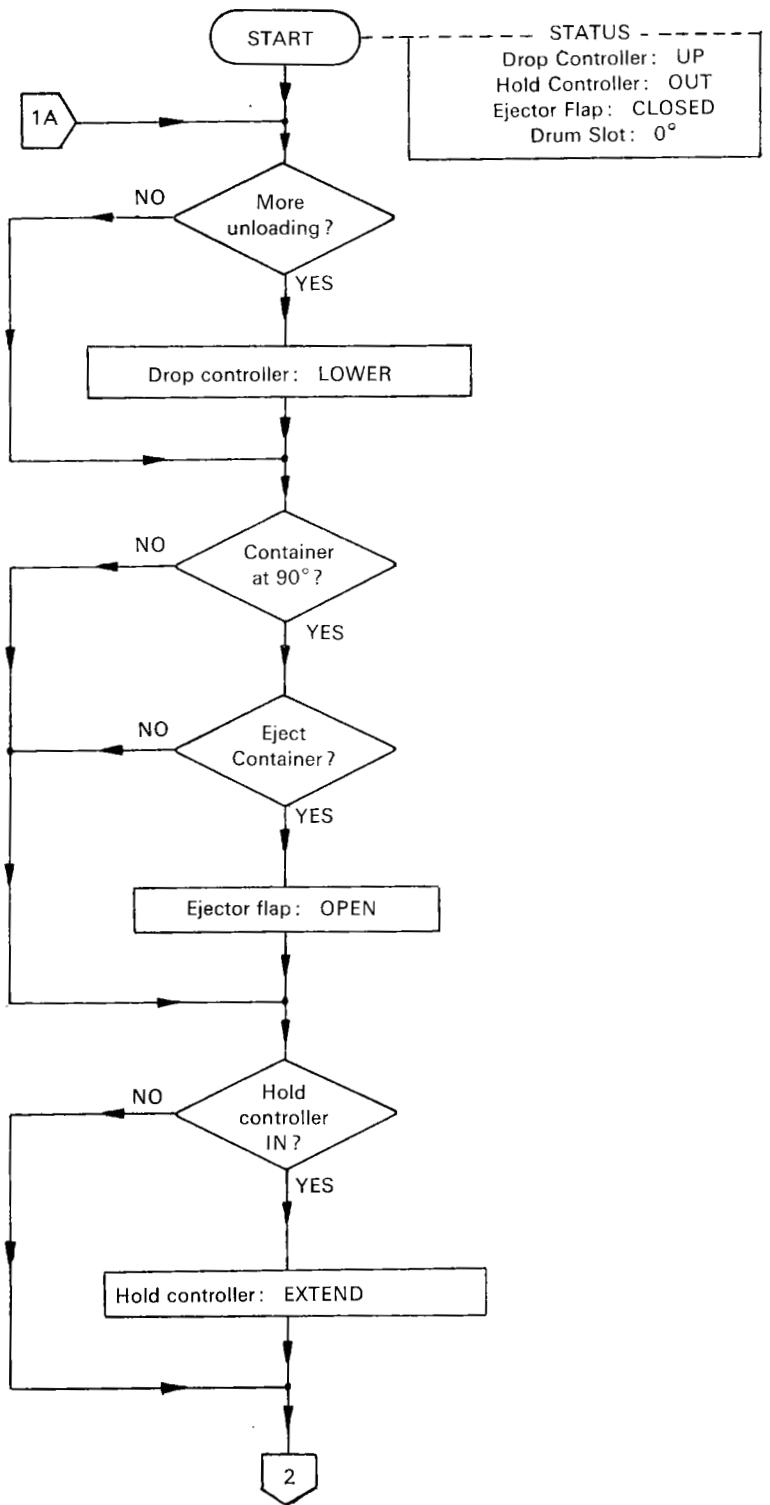 START
STATUS
Drop Controller: UP
Hold Controller: OUT
Ejector Flap: CLOSED
Drum Slot: 0°
1A
NO
More
unloading?
YES
Drop controller: LOWER
NO
Container
at 90°?
YES
NO
Eject
Container?
YES
Ejector flap: OPEN
NO
Hold
controller
IN?
YES
Hold controller: EXTEND
2